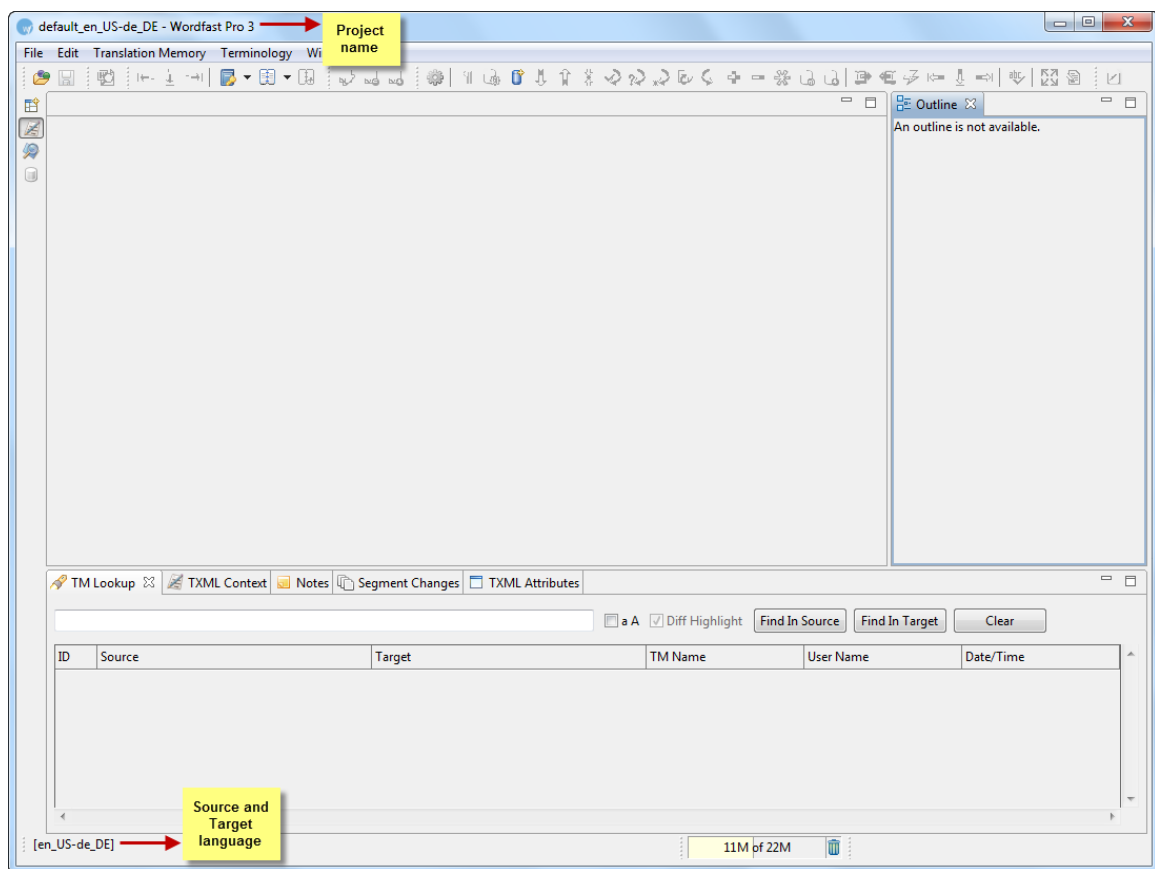 default_en_US-de_DE - Wordfast Pro 3
Project
name
File Edit Translation Memory Terminology Wi
Outline
An outline is not available.
TM Lookup TXML Context Notes Segment Changes TXML Attributes
a A Diff Highlight Find In Source Find In Target Clear
ID Source Target TM Name User Name Date/Time
Source and
Target
language
[en_US-de_DE]
11M of 22M